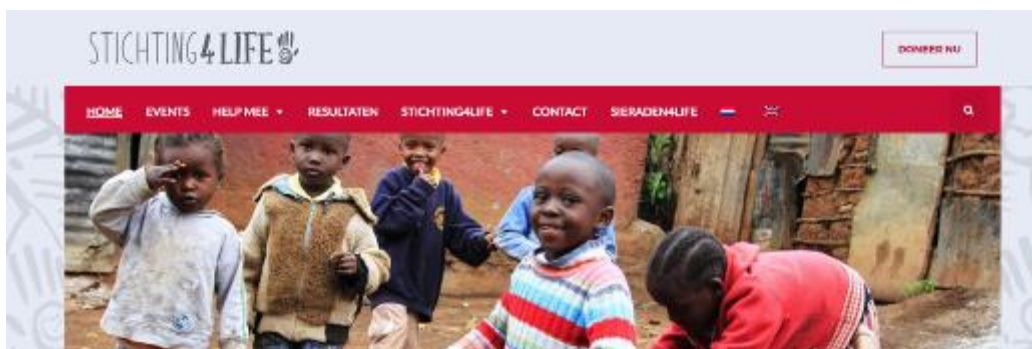 STICHTING4LIFE
DONEER NU
HOME EVENTS HELP MEE RESULTATEN STICHTING4LIFE CONTACT SIERADEN4LIFE